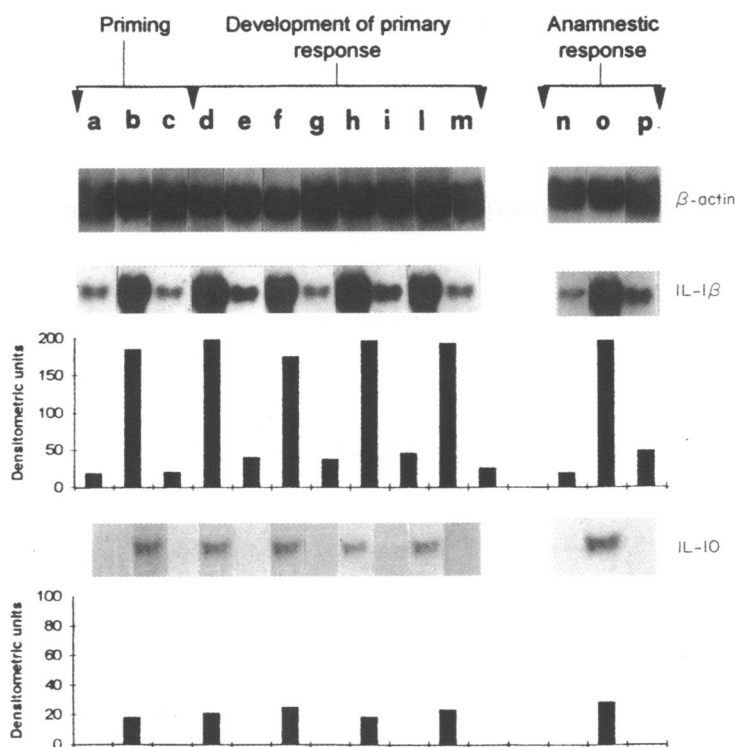 Priming
Development of primary
response
Anamnestic
response
a b c d e f g h i l m n o p
β-actin
IL-1β
Densitometric units
200
150
100
50
0
IL-10
Densitometric units
100
80
60
40
20
0